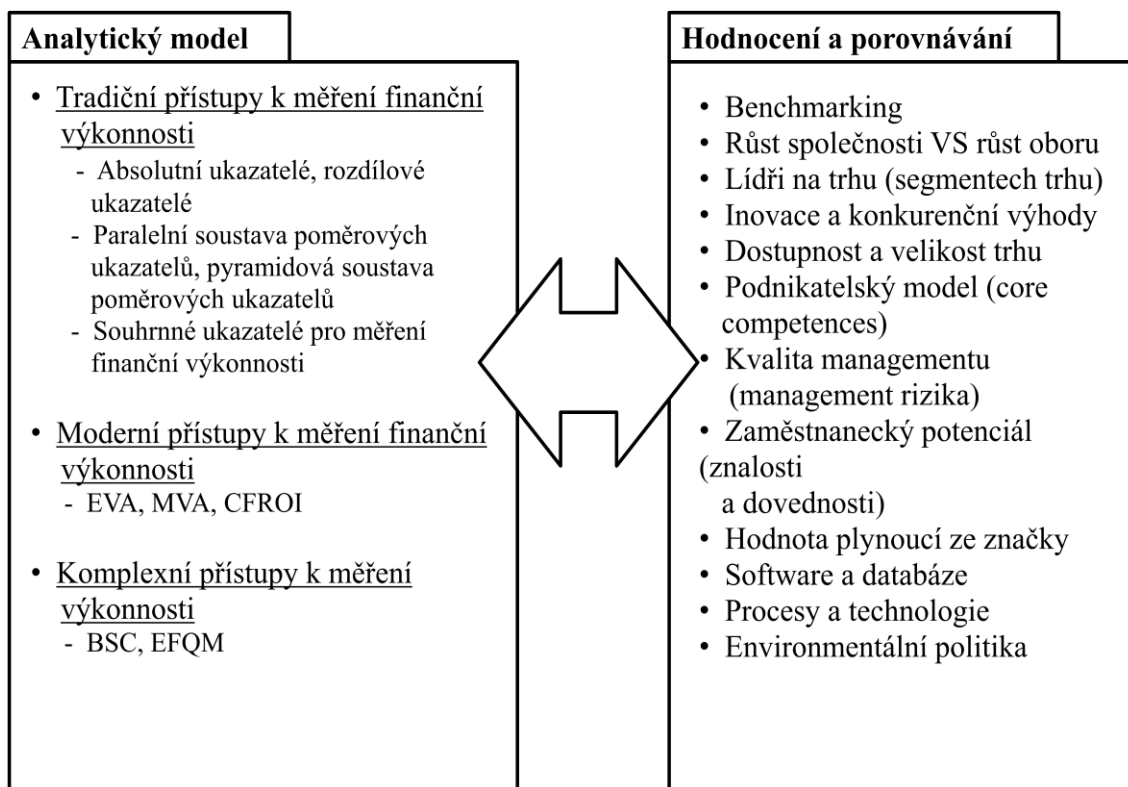 Analytický model
• Tradiční přístupy k měření finanční
výkonnosti
- Absolutní ukazatelé, rozdílové
ukazatelé
- Paralelní soustava poměrových
ukazatelů, pyramidová soustava
poměrových ukazatelů
- Souhrnné ukazatelé pro měření
finanční výkonnosti
• Moderní přístupy k měření finanční
výkonnosti
- EVA, MVA, CFROI
• Komplexní přístupy k měření
výkonnosti
- BSC, EFQM
Hodnocení a porovnávání
• Benchmarking
• Růst společnosti VS růst oboru
• Lídři na trhu (segmentech trhu)
• Inovace a konkurenční výhody
• Dostupnost a velikost trhu
• Podnikatelský model (core
competences)
• Kvalita managementu
(management rizika)
• Zaměstnanecký potenciál
(znalosti
a dovednosti)
• Hodnota plynoucí ze značky
• Software a databáze
• Procesy a technologie
• Environmentální politika